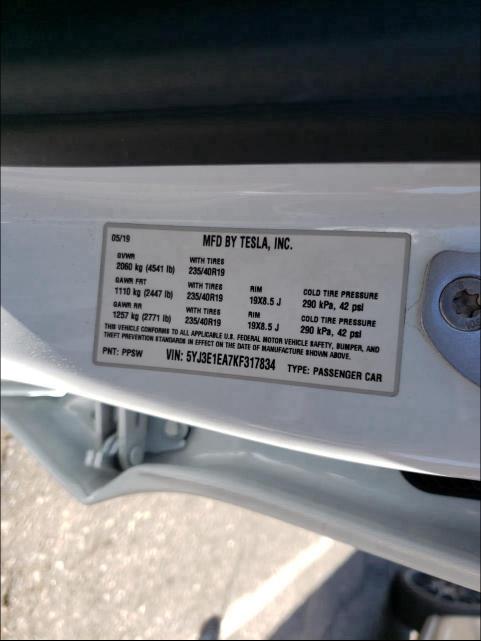 05/19 MFD BY TESLA, INC.
GVWR WITH TIRES
2060 kg (4541 lb) 235/40R19
GAWR FRT WITH TIRES RIM COLD TIRE PRESSURE
1110 kg (2447 lb) 235/40R19 19X8.5 J 290 kPa, 42 psi
GAWR RR WITH TIRES RIM COLD TIRE PRESSURE
1257 kg (2771 lb) 235/40R19 19X8.5 J 290 kPa, 42 psi
THIS VEHICLE CONFORMS TO ALL APPLICABLE U.S. FEDERAL MOTOR VEHICLE SAFETY, BUMPER, AND
THEFT PREVENTION STANDARDS IN EFFECT ON THE DATE OF MANUFACTURE SHOWN ABOVE.
PNT: PPSW VIN: 5YJ3E1EA7KF317834 TYPE: PASSENGER CAR